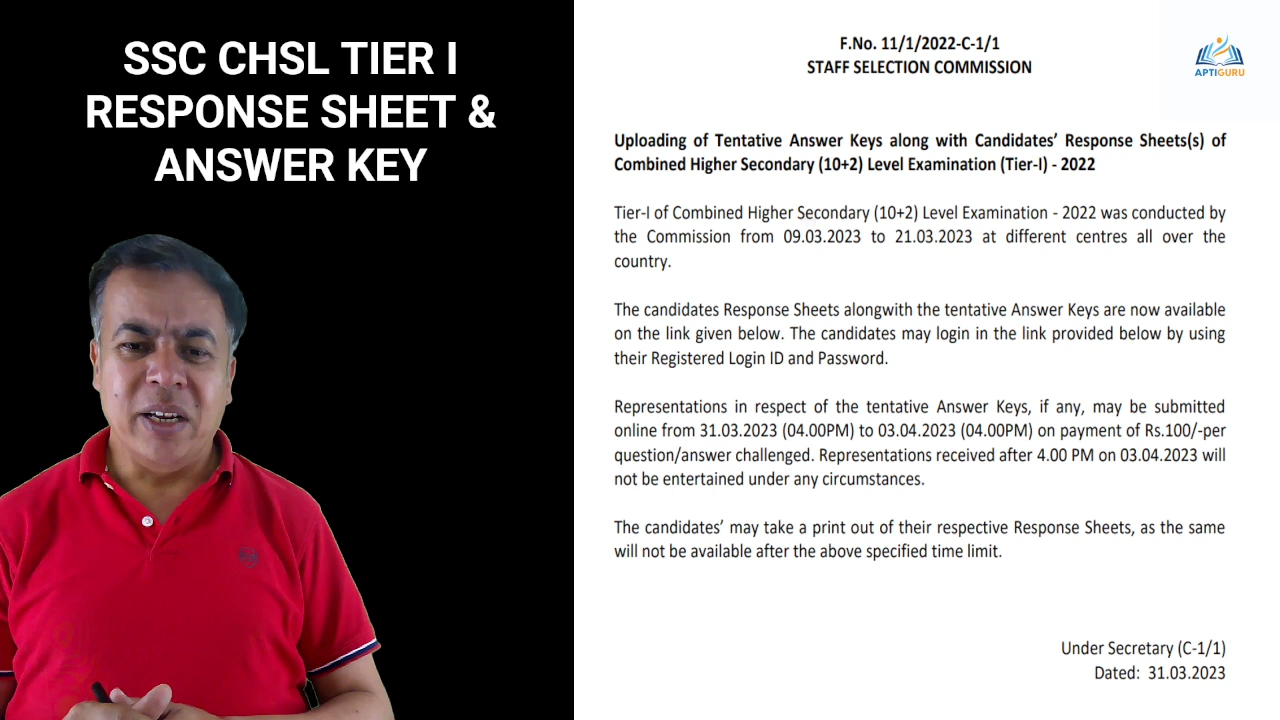 SSC CHSL TIER I
RESPONSE SHEET &
ANSWER KEY
F.No. 11/1/2022-C-1/1
STAFF SELECTION COMMISSION
APTIGURU
Uploading of Tentative Answer Keys along with Candidates' Response Sheets(s) of
Combined Higher Secondary (10+2) Level Examination (Tier-I) - 2022
Tier-I of Combined Higher Secondary (10+2) Level Examination - 2022 was conducted by
the Commission from 09.03.2023 to 21.03.2023 at different centres all over the
country.
The candidates Response Sheets alongwith the tentative Answer Keys are now available
on the link given below. The candidates may login in the link provided below by using
their Registered Login ID and Password.
Representations in respect of the tentative Answer Keys, if any, may be submitted
online from 31.03.2023 (04.00PM) to 03.04.2023 (04.00PM) on payment of Rs.100/-per
question/answer challenged. Representations received after 4.00 PM on 03.04.2023 will
not be entertained under any circumstances.
The candidates' may take a print out of their respective Response Sheets, as the same
will not be available after the above specified time limit.
Under Secretary (C-1/1)
Dated: 31.03.2023